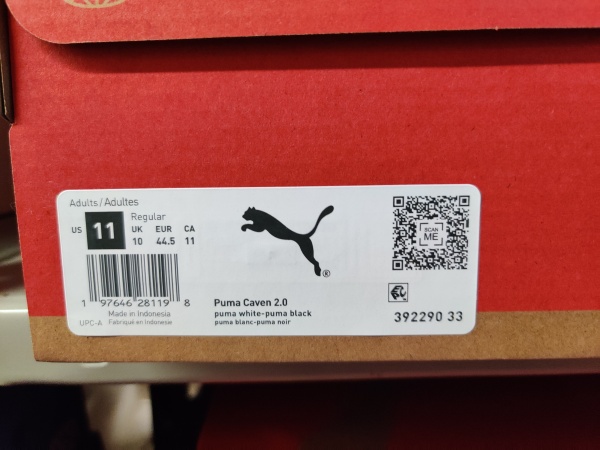 Adults/Adultes
Regular
US 11 UK EUR CA
10 44.5 11
SCAN
ME
1 97646 28119 8
Made in Indonesia
UPC-A Fabriqué en Indonésie
Puma Caven 2.0
puma white-puma black
puma blanc-puma noir
®
392290 33